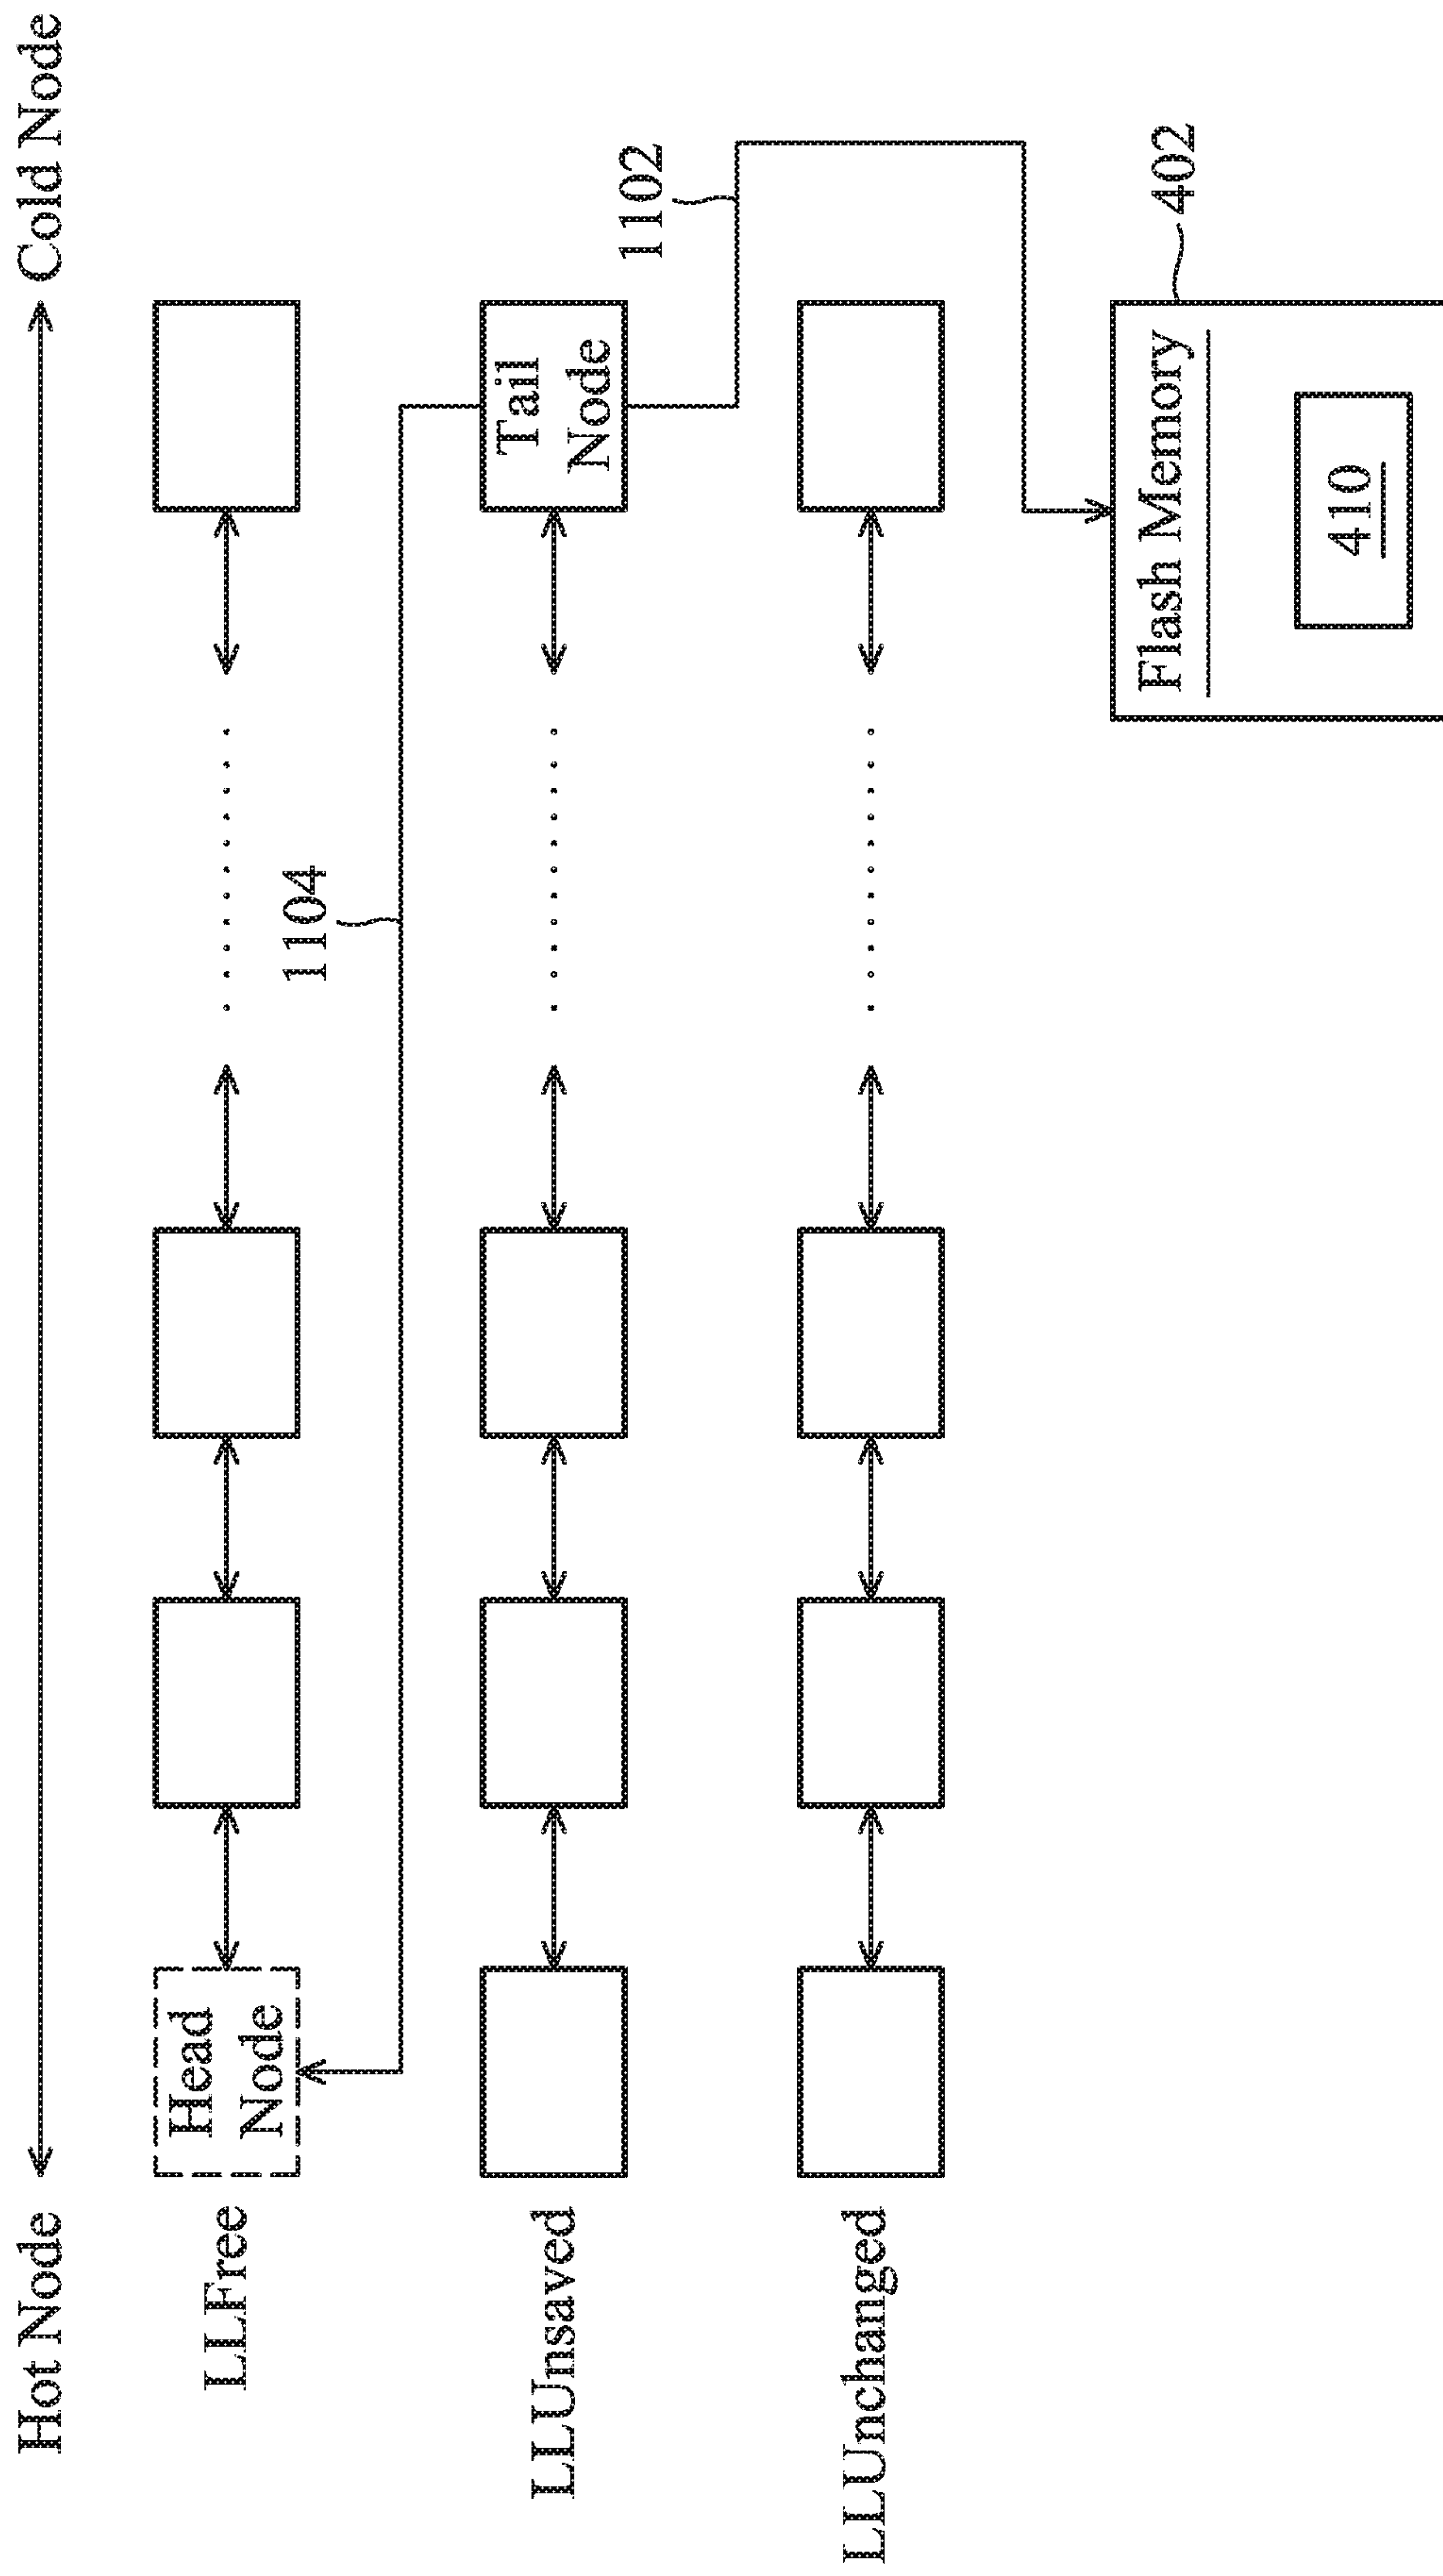 Hot Node
Cold Node
LLFree
Head
Node
1104
LLUnsaved
Tail
Node
1102
LLUnchanged
402
Flash Memory
410